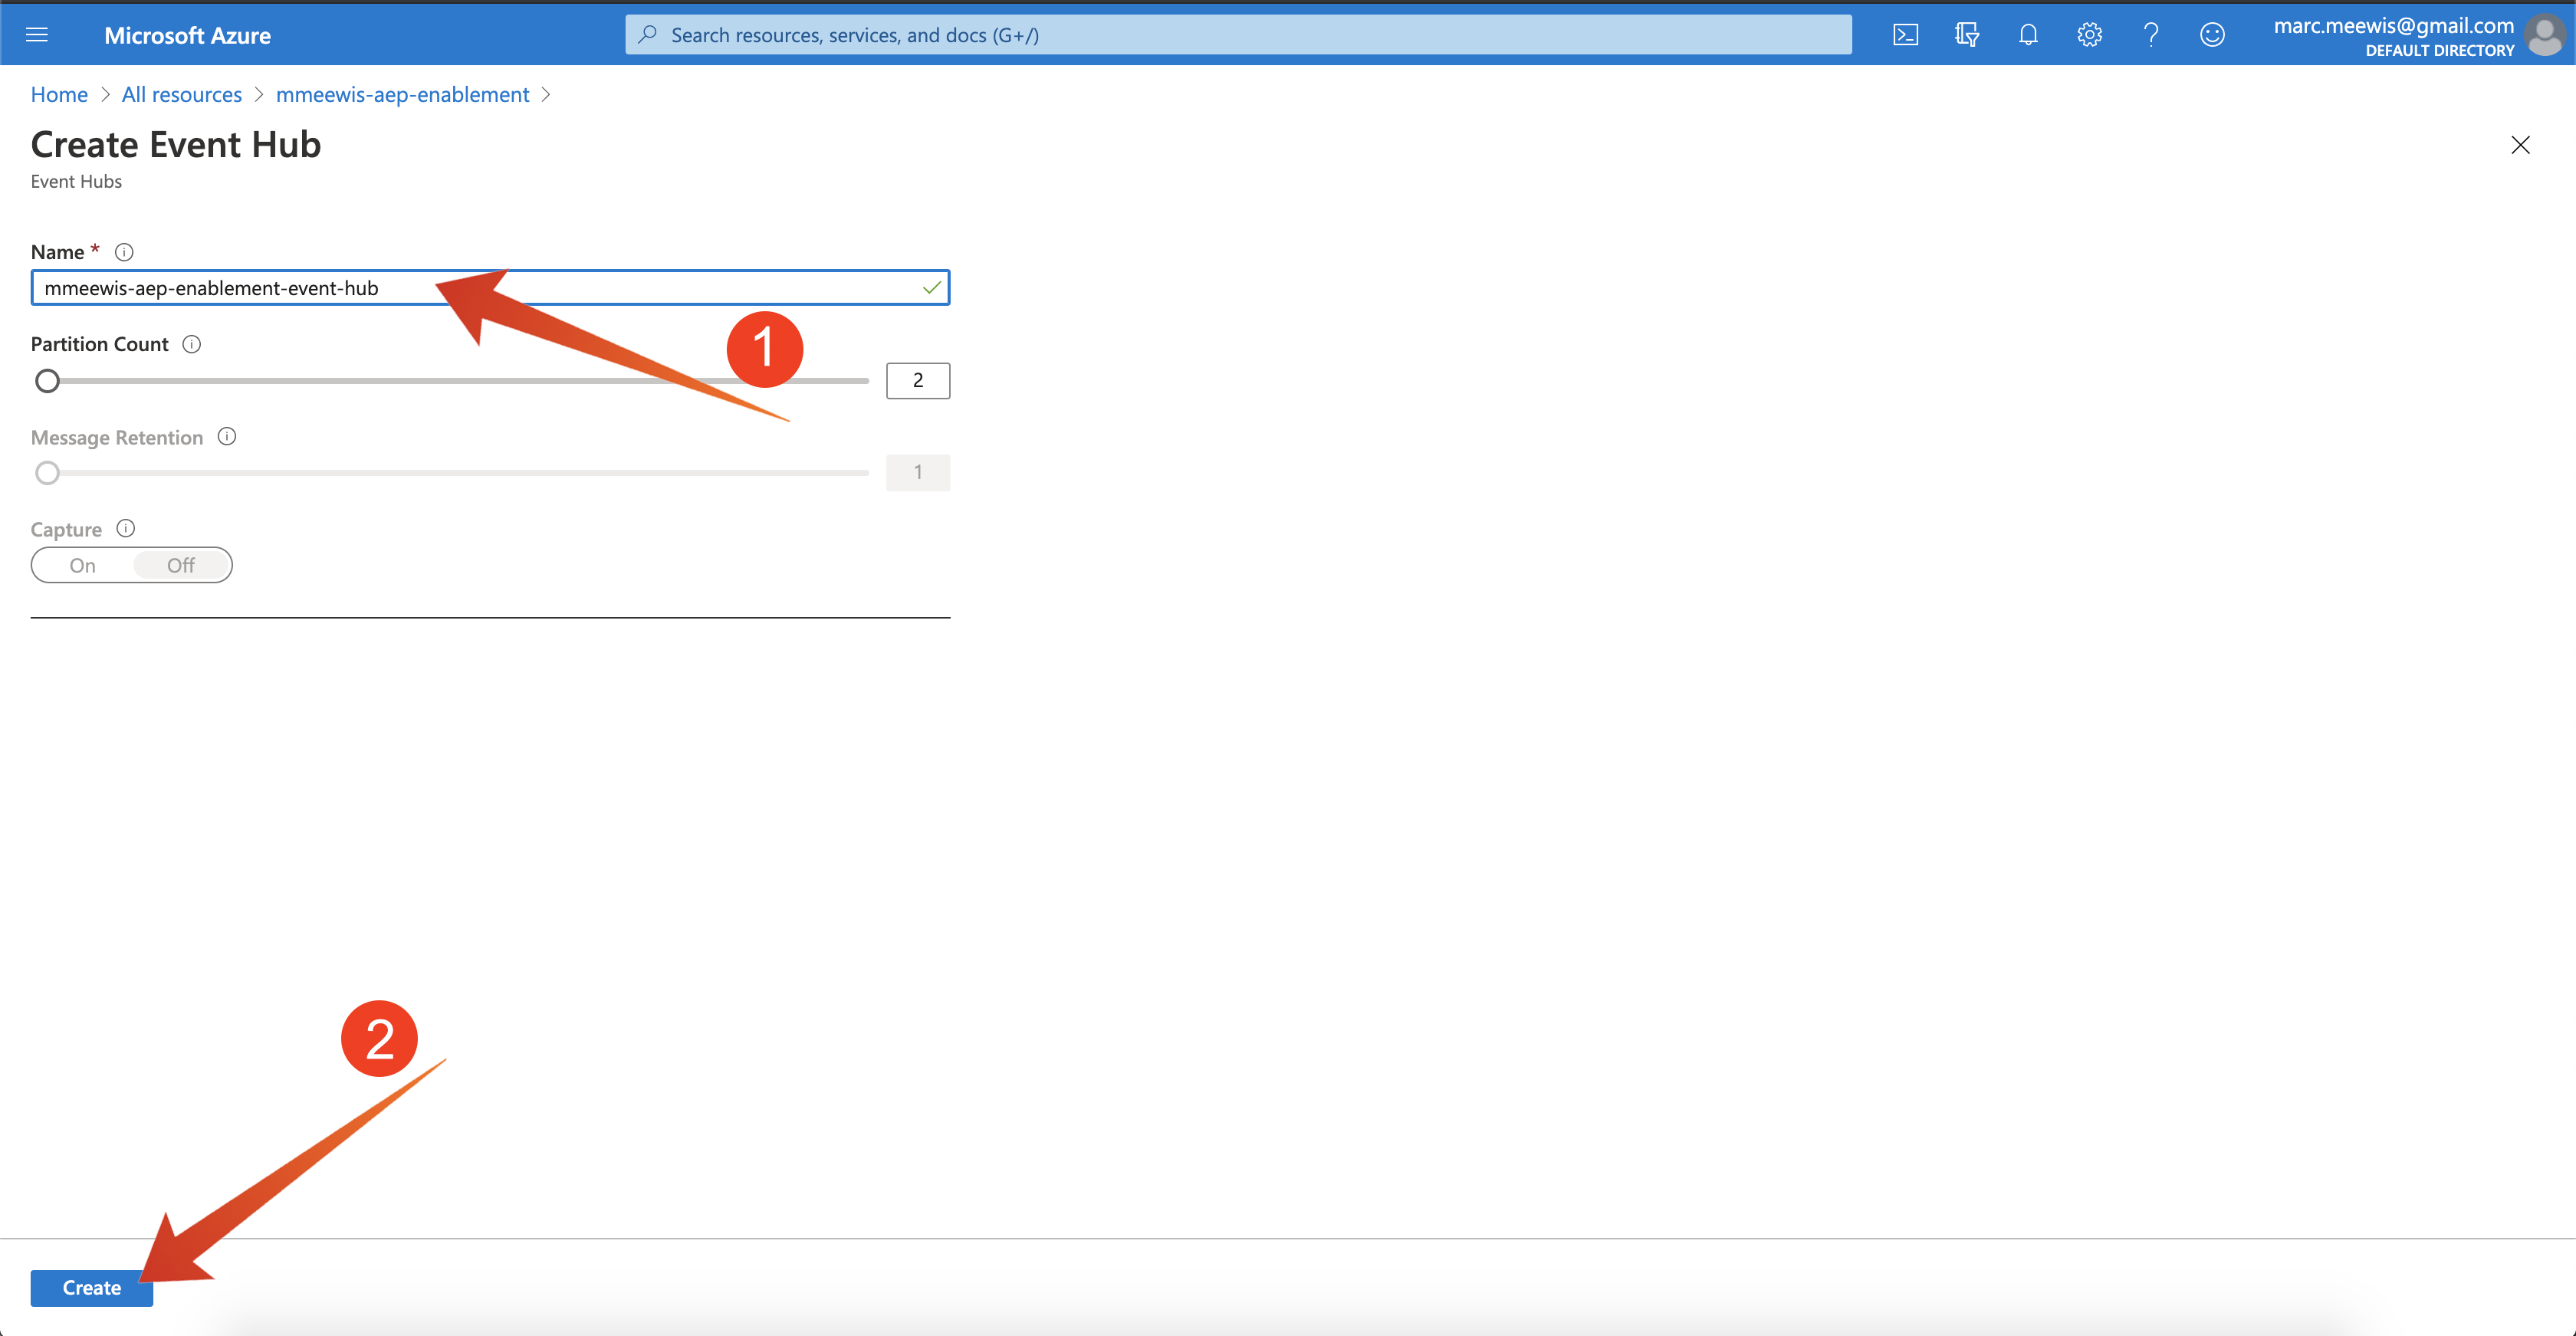 Microsoft Azure
Search resources, services, and docs (G+/)
marc.meewis@gmail.com
DEFAULT DIRECTORY
Home > All resources > mmeewis-aep-enablement >
Create Event Hub
Event Hubs
Name *
mmeewis-aep-enablement-event-hub
1
Partition Count
2
Message Retention
1
Capture
On Off
2
Create